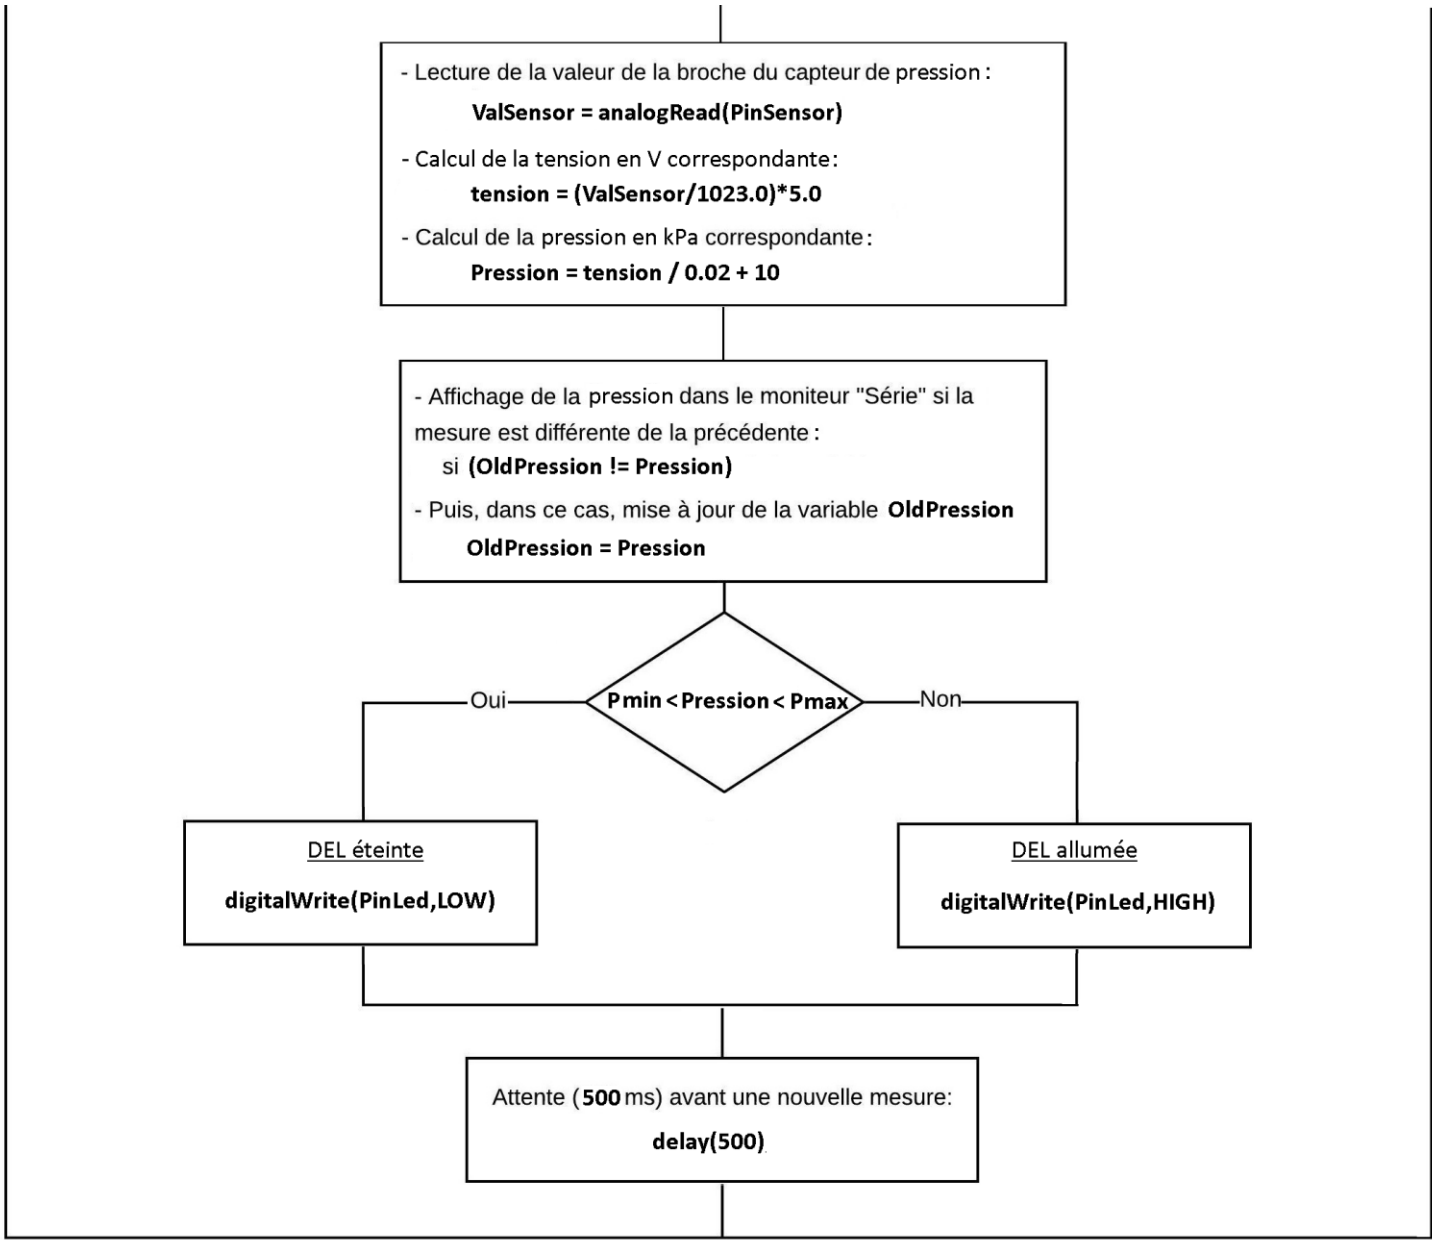 - Lecture de la valeur de la broche du capteur de pression :
ValSensor = analogRead(PinSensor)
- Calcul de la tension en V correspondante :
tension = (ValSensor/1023.0)*5.0
- Calcul de la pression en kPa correspondante :
Pression = tension / 0.02 + 10
- Affichage de la pression dans le moniteur "Série" si la
mesure est différente de la précédente :
si (OldPression != Pression)
- Puis, dans ce cas, mise à jour de la variable OldPression
OldPression = Pression
Oui
Pmin < Pression < Pmax
Non
DEL éteinte
digitalWrite(PinLed,LOW)
DEL allumée
digitalWrite(PinLed,HIGH)
Attente (500 ms) avant une nouvelle mesure:
delay(500)